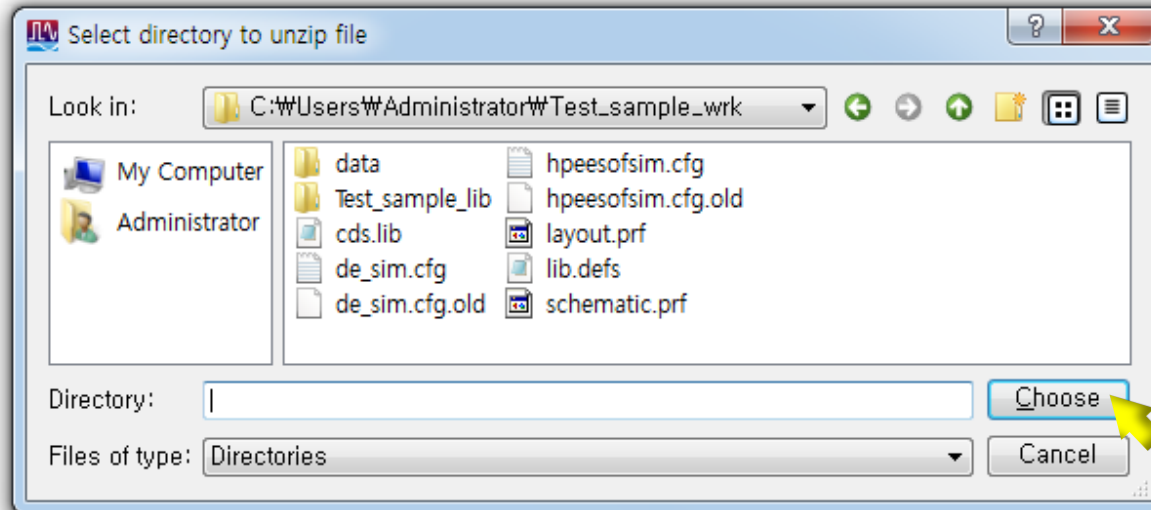 Select directory to unzip file
Look in: C:₩Users₩Administrator₩Test_sample_wrk
My Computer
Administrator
data
Test_sample_lib
cds.lib
de_sim.cfg
de_sim.cfg.old
hpeesofsim.cfg
hpeesofsim.cfg.old
layout.prf
lib.defs
schematic.prf
Directory:
Choose
Files of type: Directories
Cancel